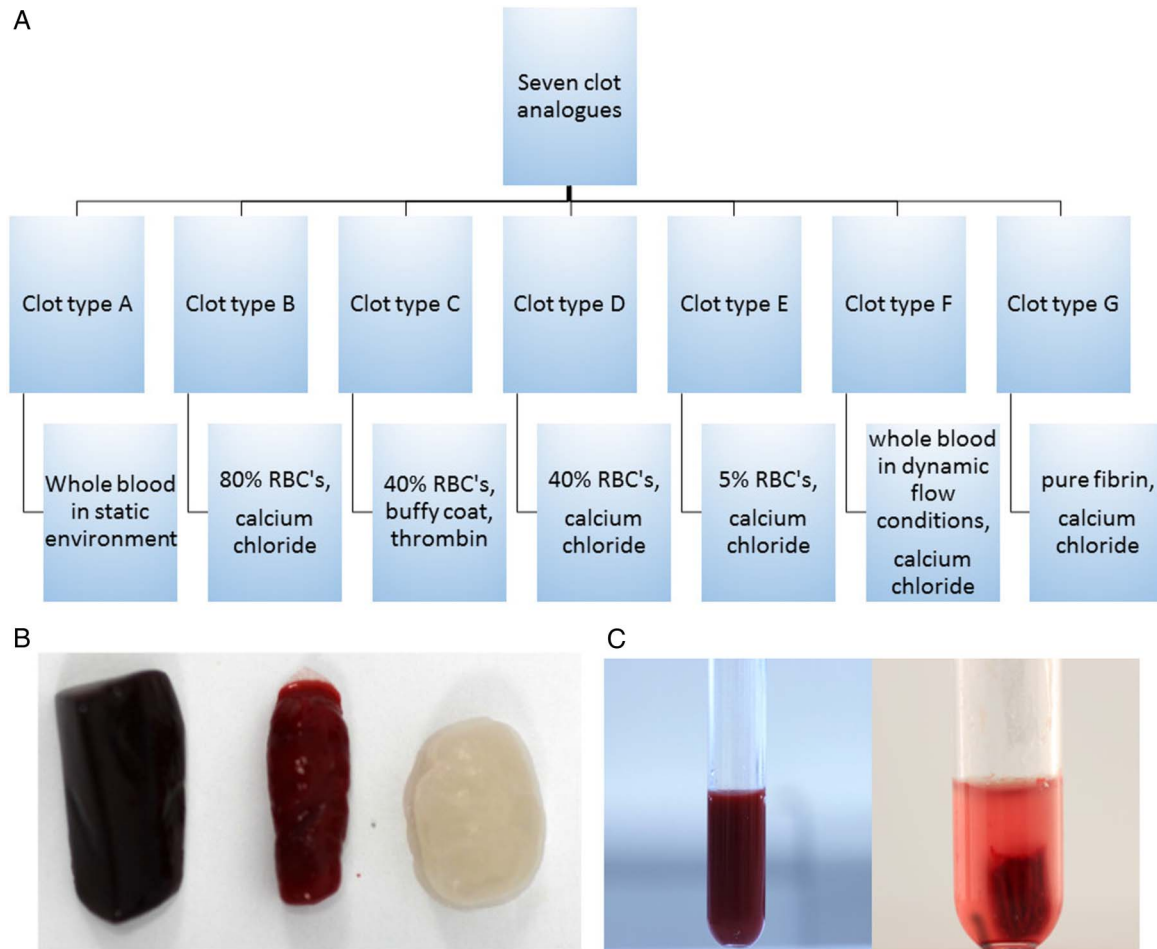 A
Seven clot
analogues
Clot type A
Clot type B
Clot type C
Clot type D
Clot type E
Clot type F
Clot type G
Whole blood
in static
environment
80% RBC's,
calcium
chloride
40% RBC's,
buffy coat,
thrombin
40% RBC's,
calcium
chloride
5% RBC's,
calcium
chloride
whole blood
in dynamic
flow
conditions,
calcium
chloride
pure fibrin,
calcium
chloride
B
C